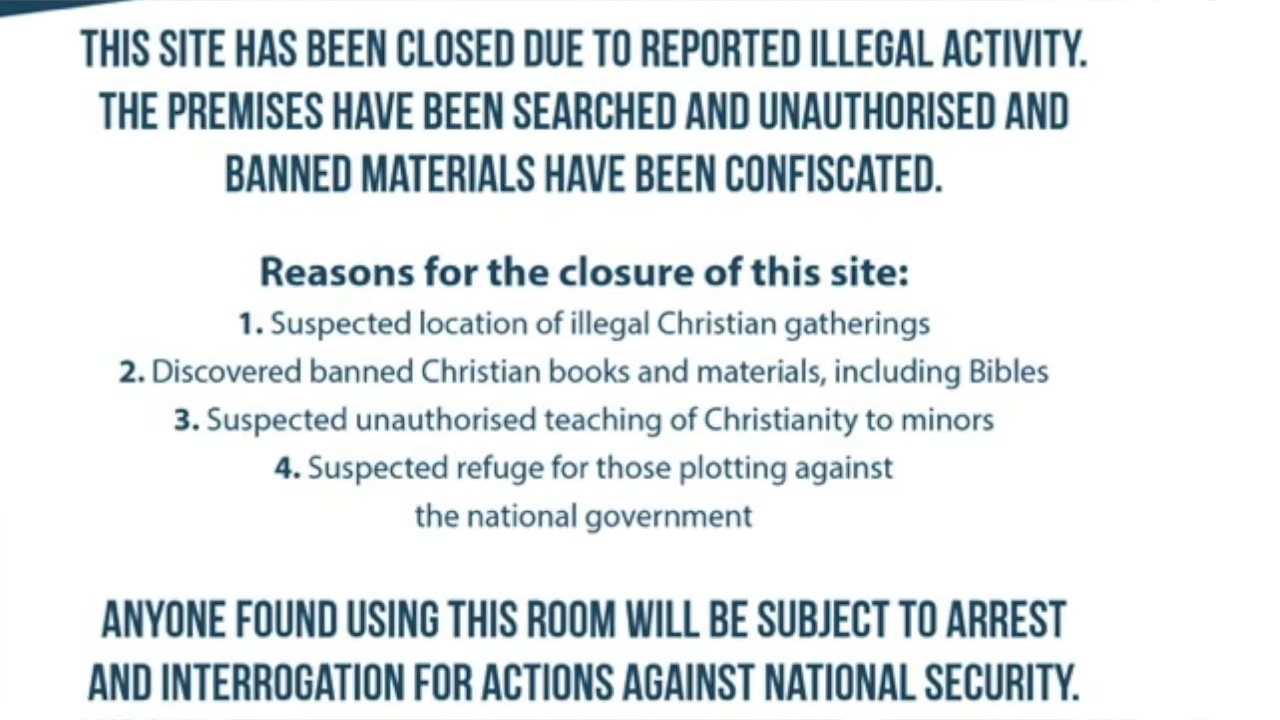 THIS SITE HAS BEEN CLOSED DUE TO REPORTED ILLEGAL ACTIVITY.
THE PREMISES HAVE BEEN SEARCHED AND UNAUTHORISED AND
BANNED MATERIALS HAVE BEEN CONFISCATED.
Reasons for the closure of this site:
1. Suspected location of illegal Christian gatherings
2. Discovered banned Christian books and materials, including Bibles
3. Suspected unauthorised teaching of Christianity to minors
4. Suspected refuge for those plotting against
the national government
ANYONE FOUND USING THIS ROOM WILL BE SUBJECT TO ARREST
AND INTERROGATION FOR ACTIONS AGAINST NATIONAL SECURITY.